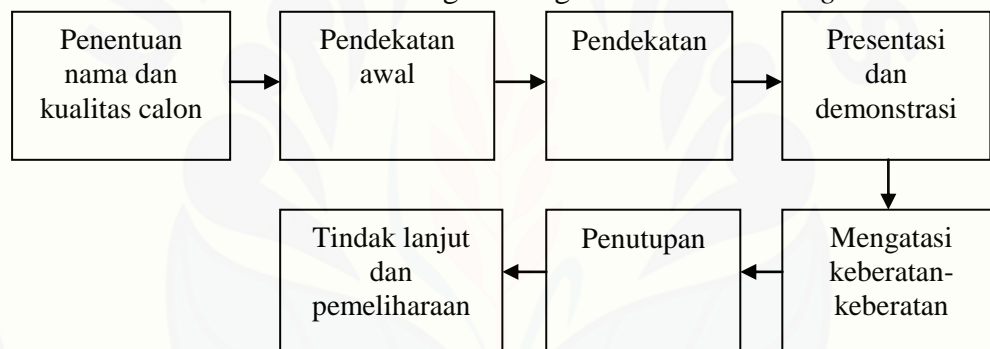 Penentuan
nama dan
kualitas calon
Pendekatan
awal
Pendekatan
Presentasi
dan
demonstrasi
Mengatasi
keberatan-
keberatan
Penutupan
Tindak lanjut
dan
pemeliharaan